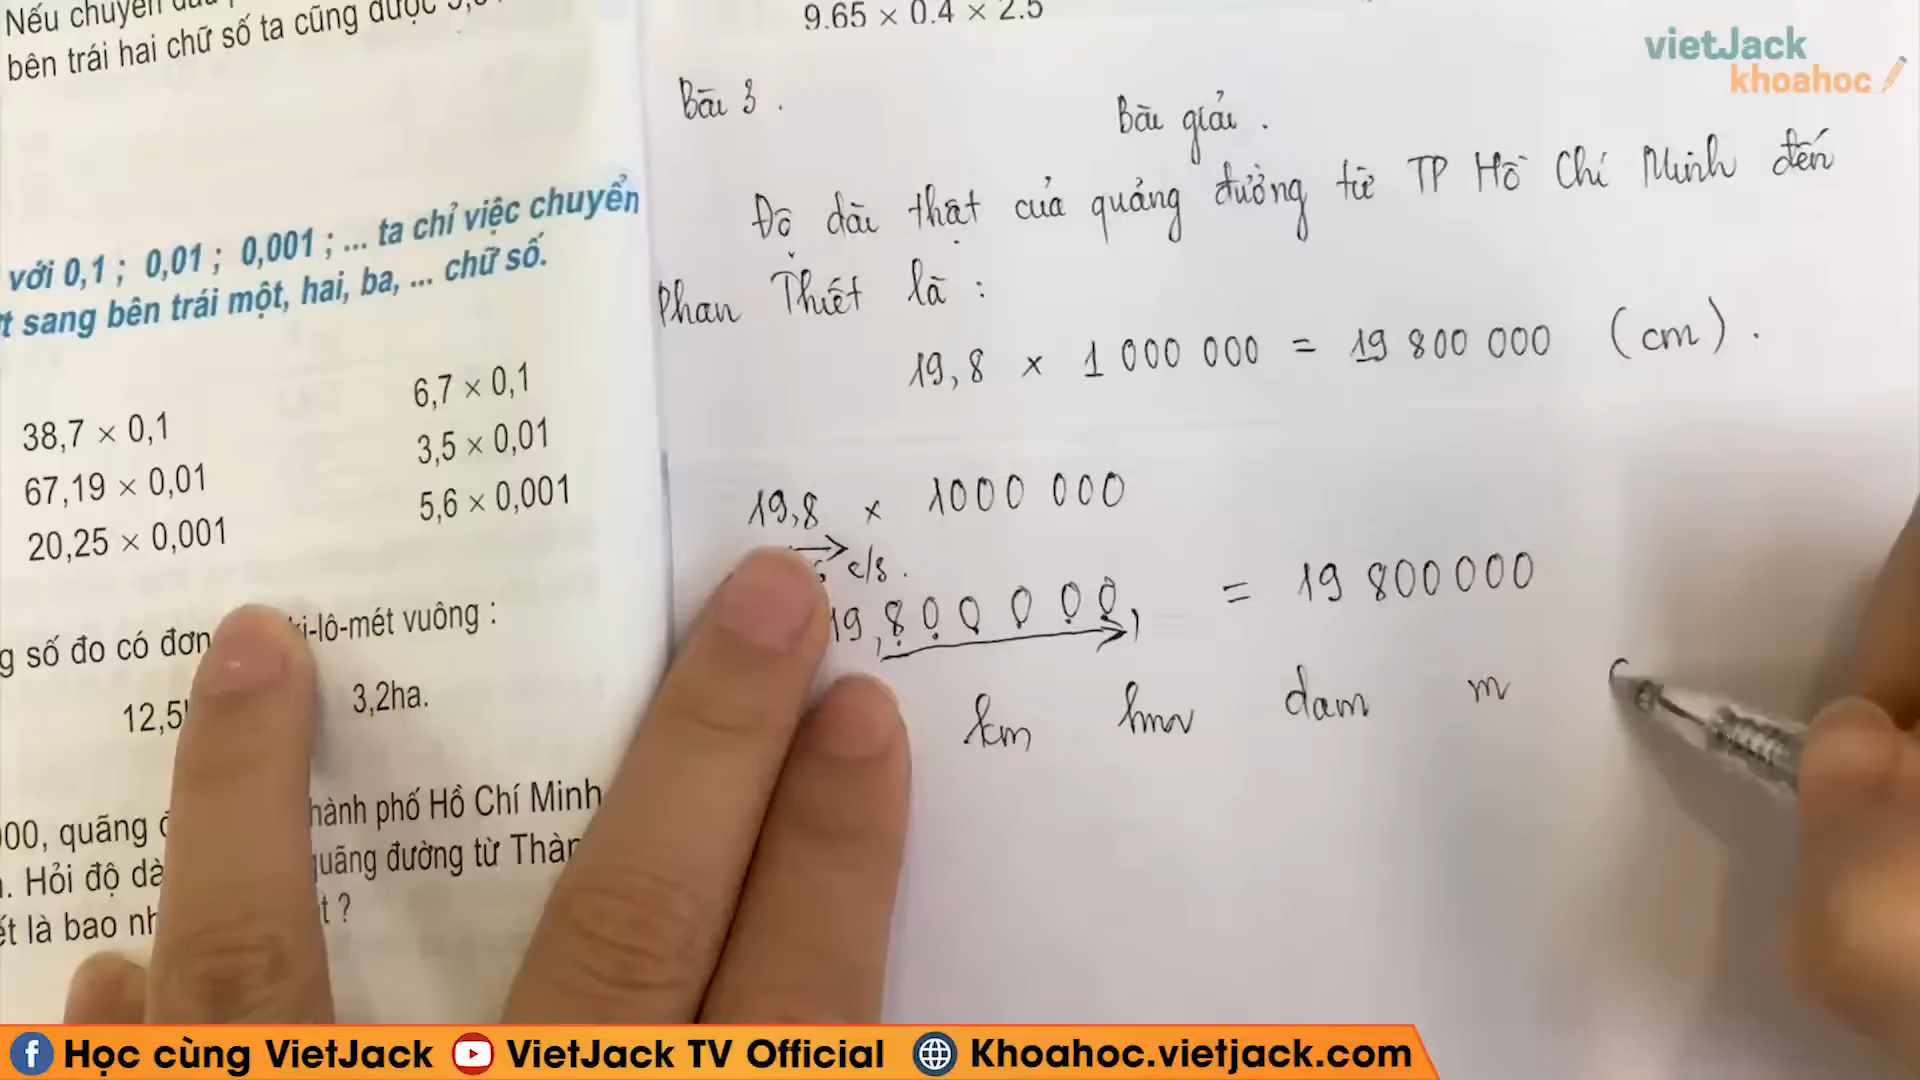 Nếu chuyển
bên trái hai chữ số ta cũng được
với 0,1 ; 0,01 ; 0,001 ; ... ta chỉ việc chuyển
sang bên trái một, hai, ba, ... chữ số.
38,7 × 0,1
6,7 × 0,1
67,19 × 0,01
3,5 × 0,01
20,25 × 0,001
5,6 × 0,001
số đo có đơn ki-lô-mét vuông :
12,5
3,2ha.
00, quãng hành phố Hồ Chí Minh
. Hỏi độ dà quãng đường từ Thàn
ết là bao nh t ?
9.65 × 0.4 × 2.5
vietJack
khoahoc
Bài 3 .
Bài giải .
Độ dài thật của quảng đường từ TP Hồ Chí Minh đến
Phan Thiết là :
19,8 × 1 000 000 = 19 800 000 (cm) .
19,8 × 1000 000
c/s .
19,8 0 0 0 0 0, = 19 800 000
km hm dam m
Học cùng VietJack VietJack TV Official Khoahoc.vietjack.com